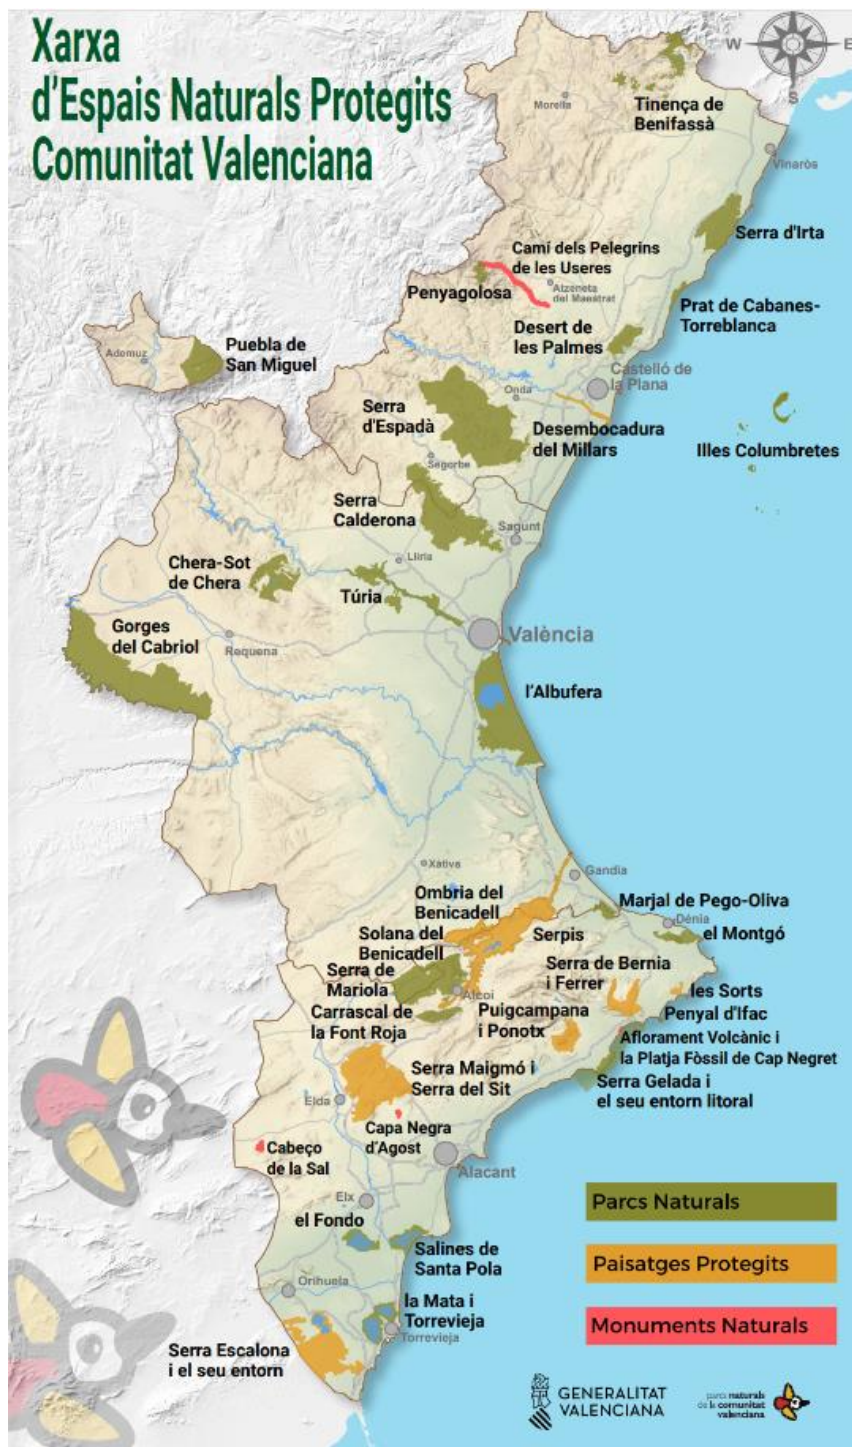 Xarxa
d'Espais Naturals Protegits
Comunitat Valenciana
W
E
S
Morella
Tinença de
Benifassà
Vinaròs
Serra d'Irta
Camí dels Pelegrins
de les Useres
Penyagolosa
Atzeneta
del Maestrat
Prat de Cabanes-
Torreblanca
Desert de
les Palmes
Ademuz
Puebla de
San Miguel
Castelló de
la Plana
Onda
Serra
d'Espadà
Desembocadura
del Millars
Illes Columbretes
Segorbe
Serra
Calderona
Sagunt
Llíria
Chera-Sot
de Chera
Túria
Gorges
del Cabriol
Requena
València
l'Albufera
Xàtiva
Gandia
Ombria del
Benicadell
Marjal de Pego-Oliva
Dénia
el Montgó
Solana del
Benicadell
Serpis
Serra de
Mariola
Serra de Bernia
i Ferrer
Alcoi
les Sorts
Penyal d'Ifac
Carrascal de
la Font Roja
Puigcampana
i Ponotx
Aflorament Volcànic i
la Platja Fòssil de Cap Negret
Serra Maigmó i
Serra del Sit
Serra Gelada i
el seu entorn litoral
Elda
Capa Negra
d'Agost
Cabeço
de la Sal
Alacant
Elx
el Fondo
Salines de
Santa Pola
Orihuela
la Mata i
Torrevieja
Torrevieja
Serra Escalona
i el seu entorn
Parcs Naturals
Paisatges Protegits
Monuments Naturals
GENERALITAT
VALENCIANA
parcs naturals
de la comunitat
valenciana